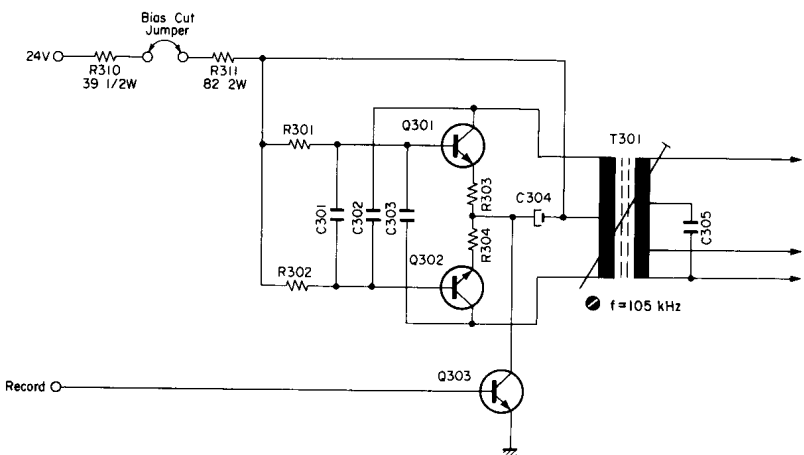 Bias Cut
Jumper
24V
R310
39 1/2W
R311
82 2W
R301
Q301
T301
R303
C304
C301
C302
C303
R304
C305
R302
Q302
f=105 kHz
Q303
Record